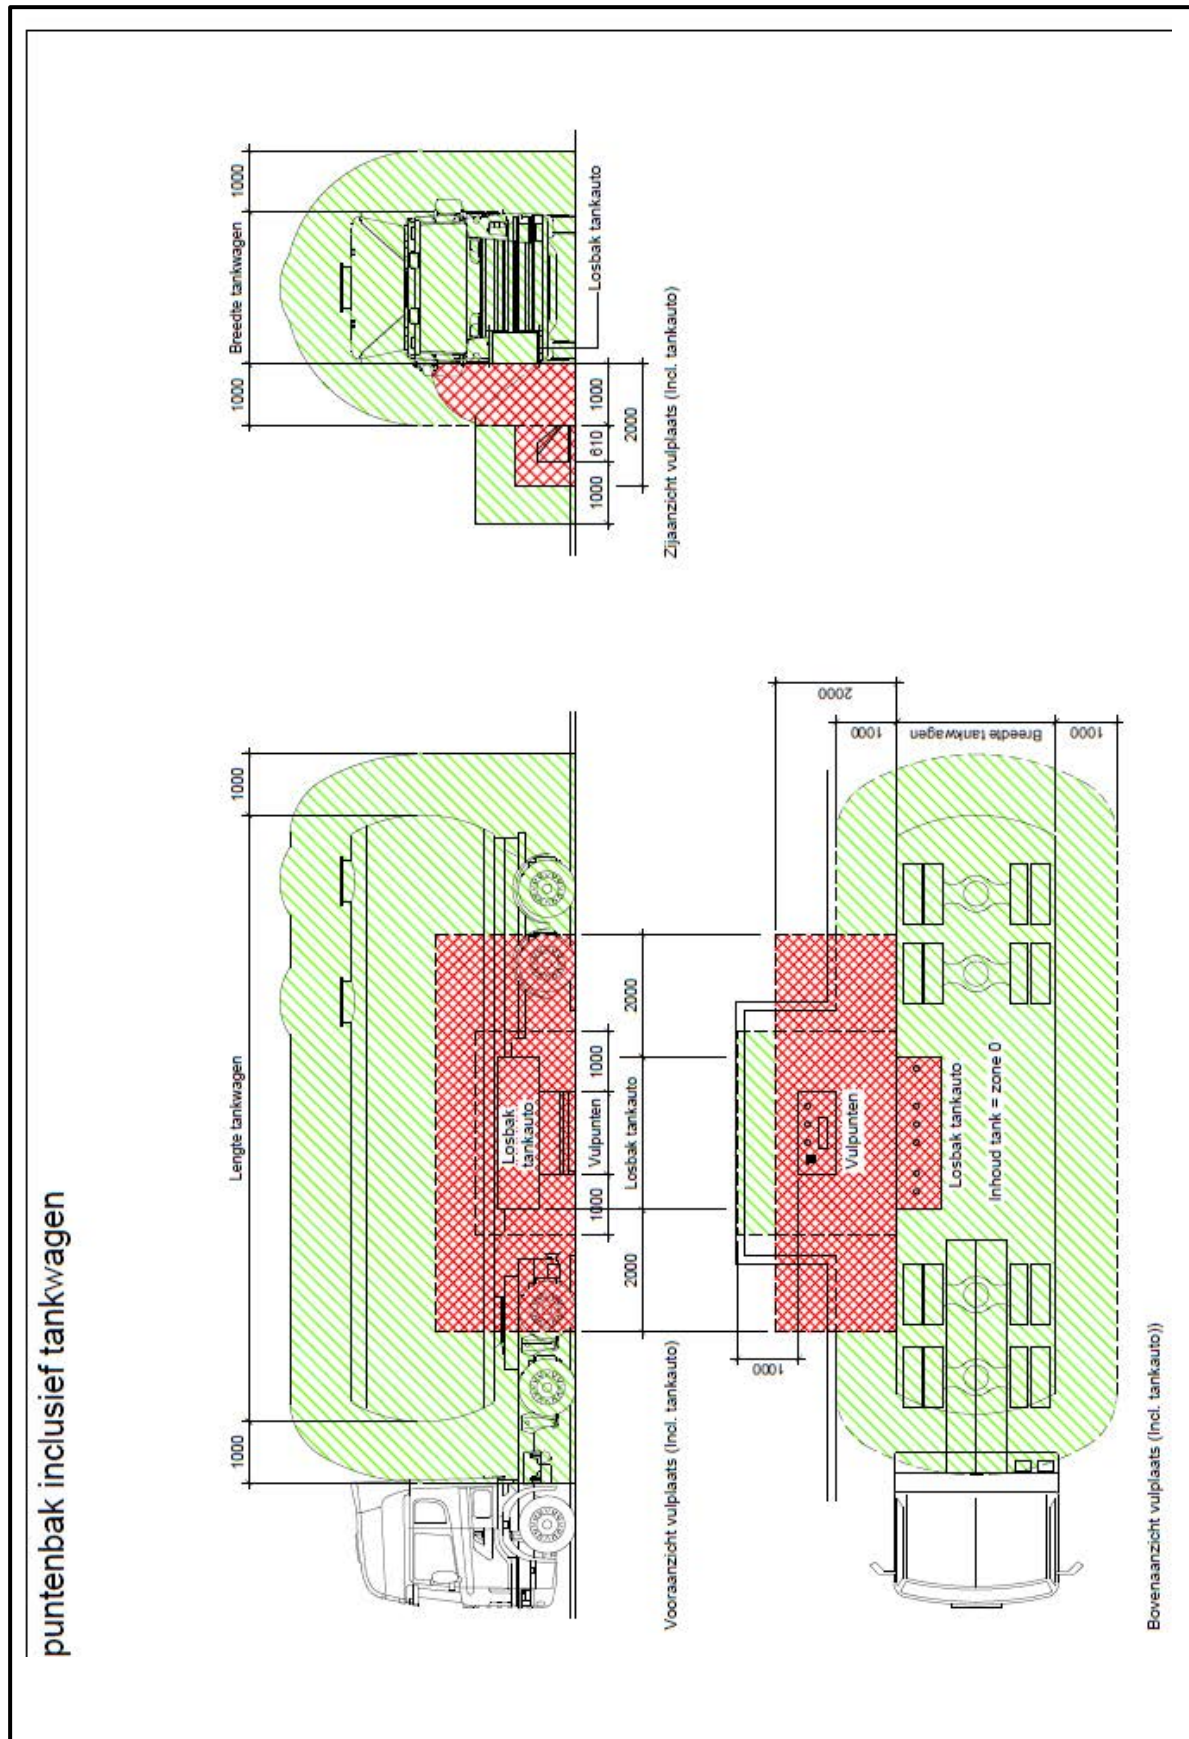 puntenbak inclusief tankwagen
1000
Lengte tankwagen
1000
Losbak
tankauto
1000
Vulpunten
1000
Losbak tankauto
2000
2000
Vooraanzicht vulplaats (Incl. tankauto)
1000
Breedte tankwagen
1000
Losbak tankauto
1000
610
1000
2000
Zijaanzicht vulplaats (Incl. tankauto)
2000
1000
Breedte tankwagen
1000
1000
Vulpunten
Losbak tankauto
Inhoud tank = zone 0
Bovenaanzicht vulplaats (Incl. tankauto))